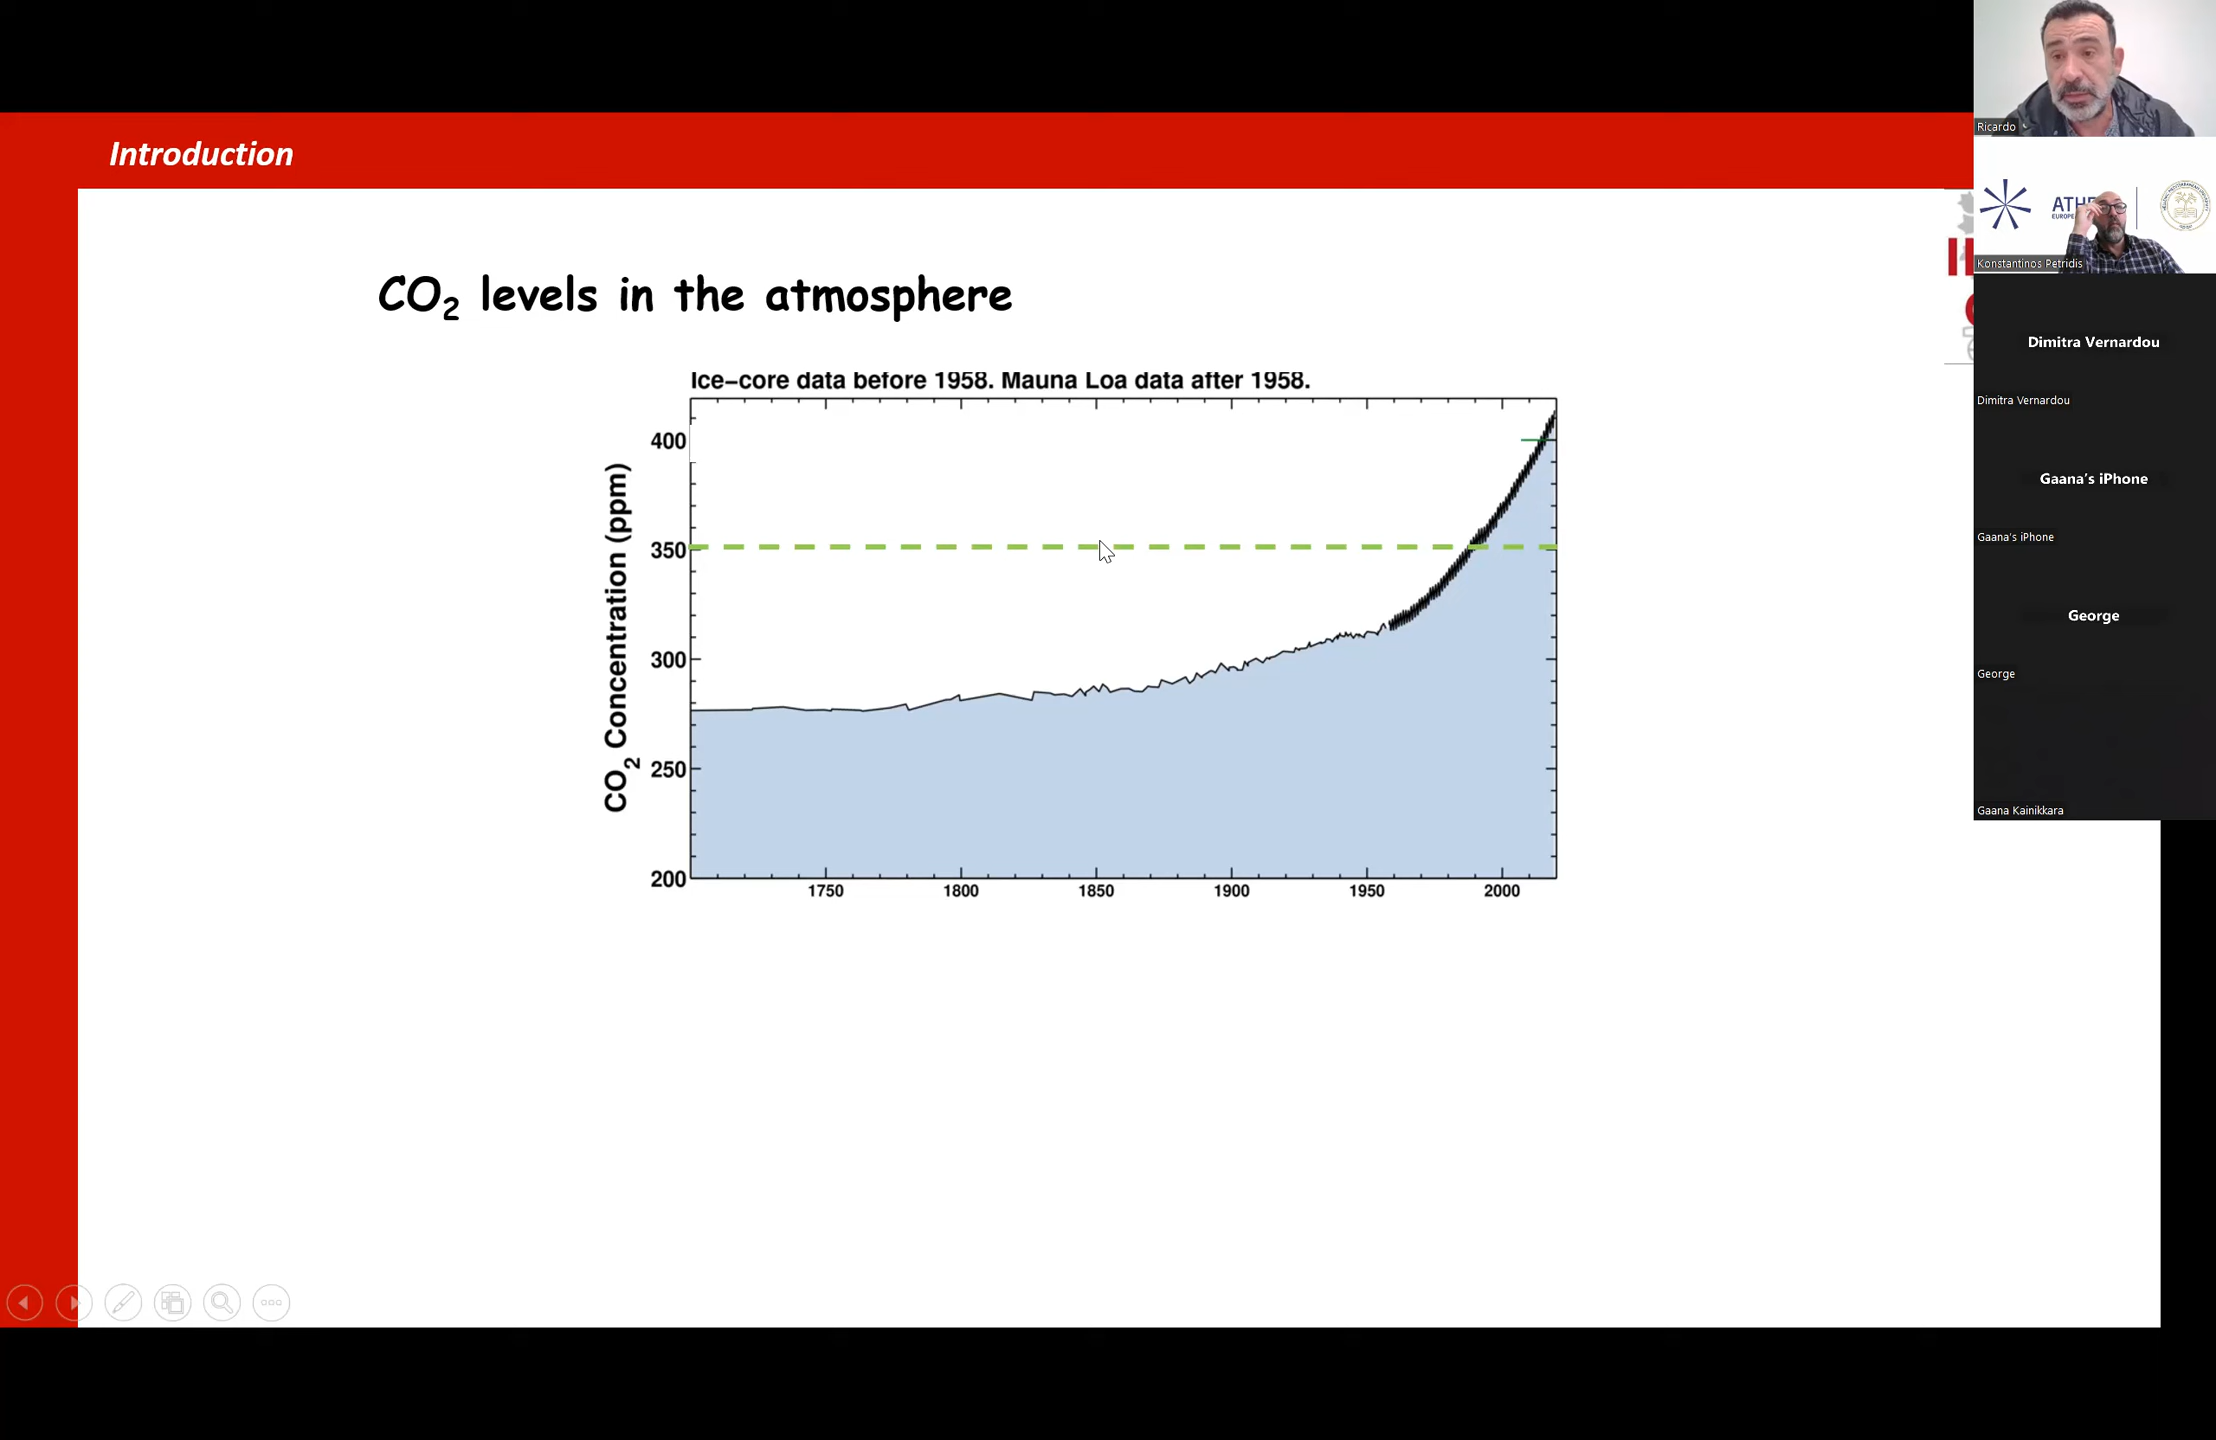 Introduction
CO₂ levels in the atmosphere
Ice-core data before 1958. Mauna Loa data after 1958.
CO₂ Concentration (ppm)
400
350
300
250
200
1750
1800
1850
1900
1950
2000
Ricardo
Konstantinos Petridis
Dimitra Vernardou
Dimitra Vernardou
Gaana's iPhone
Gaana's iPhone
George
George
Gaana Kainikkara